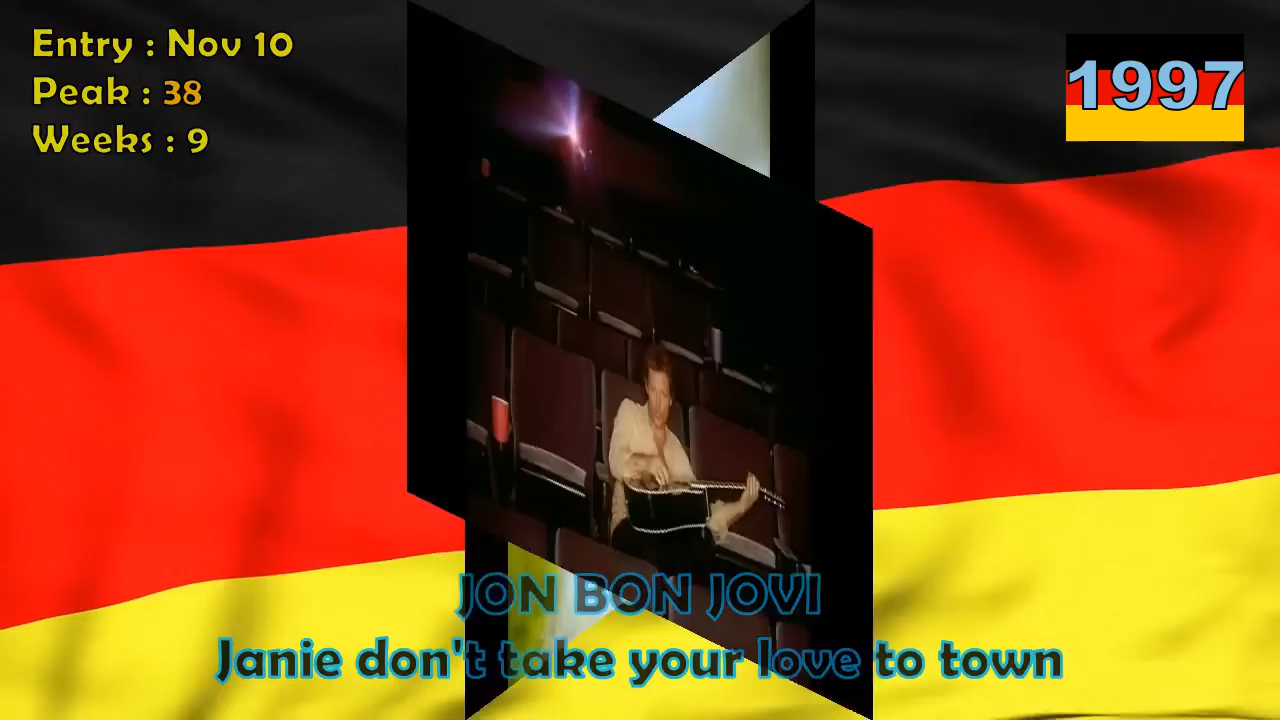 Entry : Nov 10
Peak : 38
Weeks : 9
1997
JON BON JOVI
Janie don't take your love to town